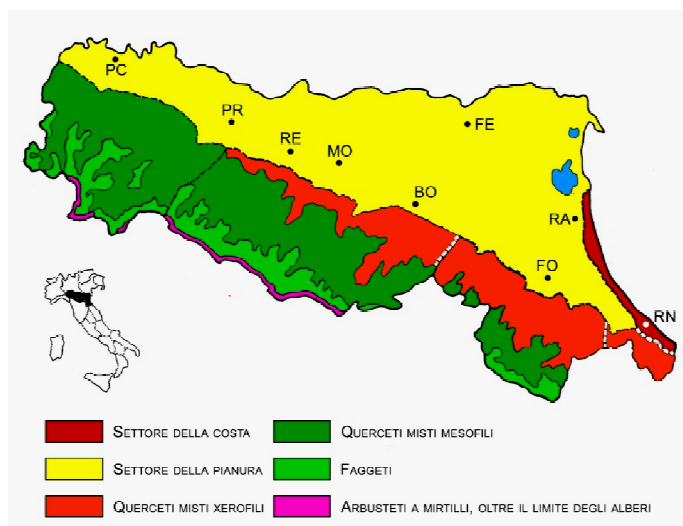 PC
PR
RE
MO
FE
BO
RA
FO
RN
SETTORE DELLA COSTA
QUERCETI MISTI MESOFILI
SETTORE DELLA PIANURA
FAGGETI
QUERCETI MISTI XEROFILI
ARBUSTETI A MIRTILLI, OLTRE IL LIMITE DEGLI ALBERI